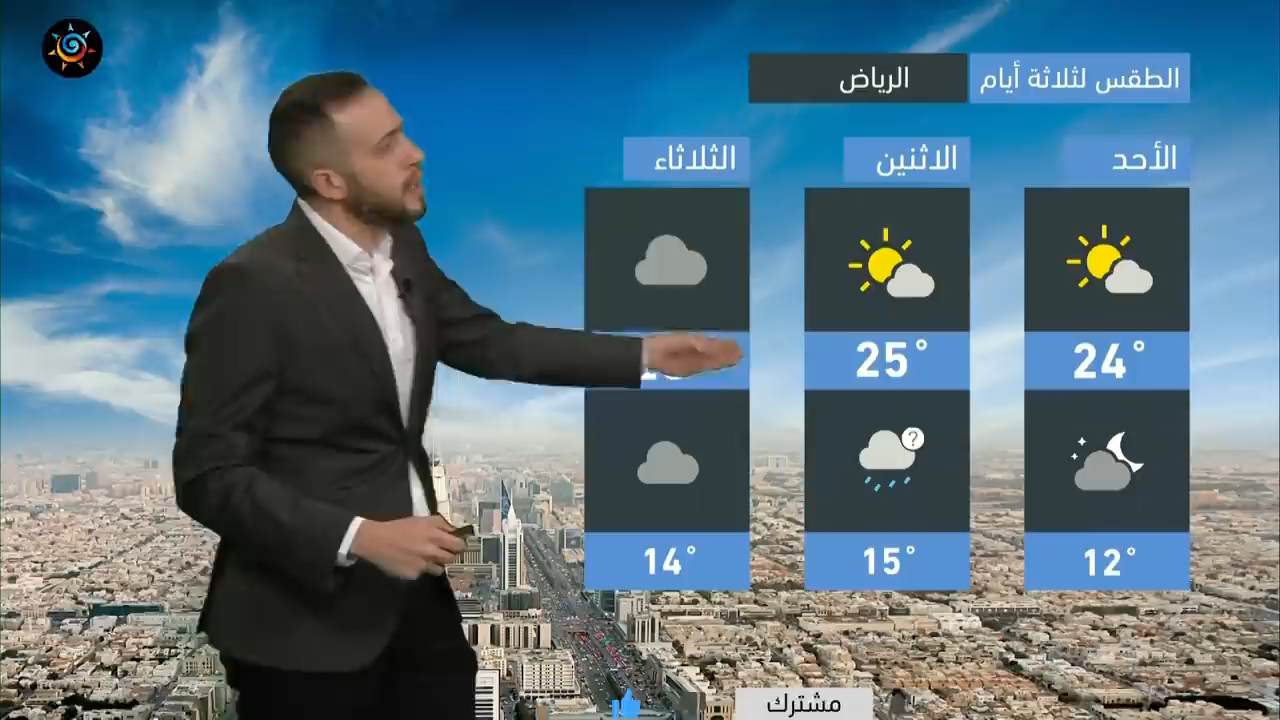 الطقس لثلاثة أيام
الرياض
الأحد
الاثنين
الثلاثاء
24°
25°
12°
15°
14°
مشترك